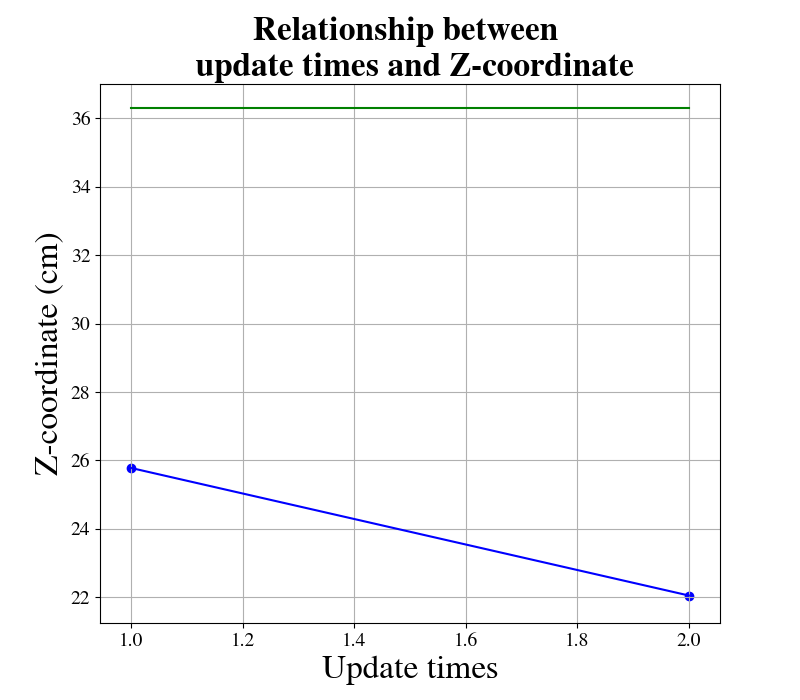 Relationship between
update times and Z-coordinate
36
34
32
30
28
26
24
22
Z-coordinate (cm)
1.0 1.2 1.4 1.6 1.8 2.0
Update times